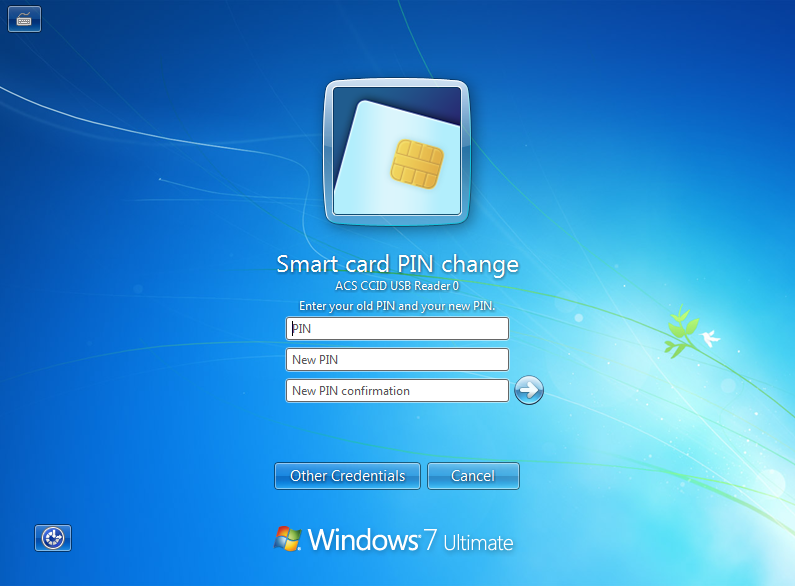 Smart card PIN change
ACS CCID USB Reader 0
Enter your old PIN and your new PIN.
PIN
New PIN
New PIN confirmation
Other Credentials
Cancel
Windows 7 Ultimate